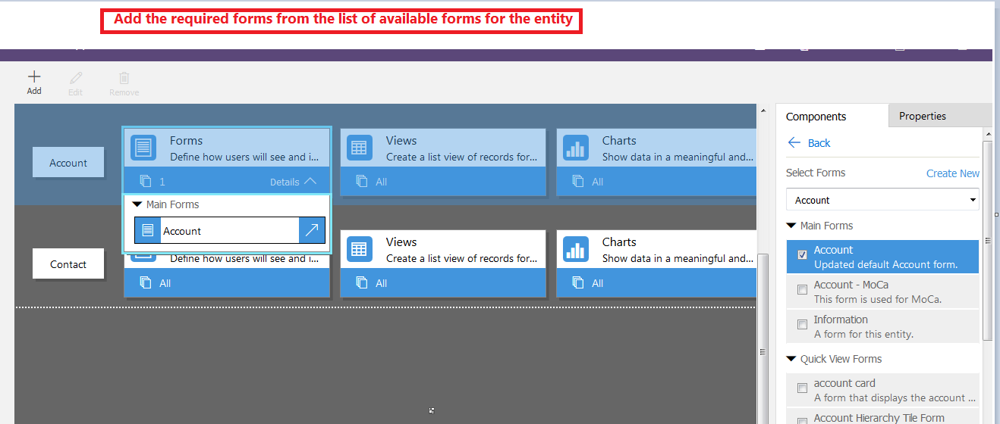 Add the required forms from the list of available forms for the entity
Add
Edit
Remove
Account
Forms
Define how users will see and i...
1
Details
Main Forms
Account
Views
Create a list view of records for...
All
Charts
Show data in a meaningful and...
All
Contact
Define how users will see and i...
All
Views
Create a list view of records for...
All
Charts
Show data in a meaningful and...
All
Components
Properties
Back
Select Forms
Create New
Account
Main Forms
Account
Updated default Account form.
Account - MoCa
This form is used for MoCa.
Information
A form for this entity.
Quick View Forms
account card
A form that displays the account ...
Account Hierarchy Tile Form